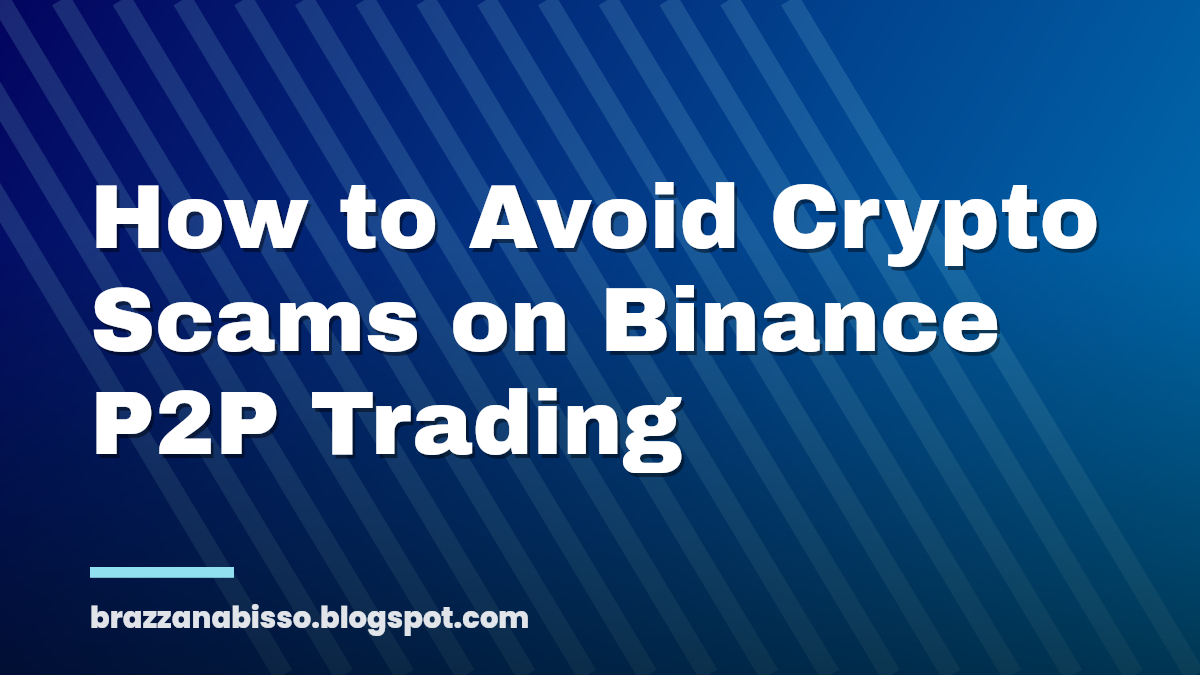 How to Avoid Crypto
Scams on Binance
P2P Trading
brazzanabisso.blogspot.com